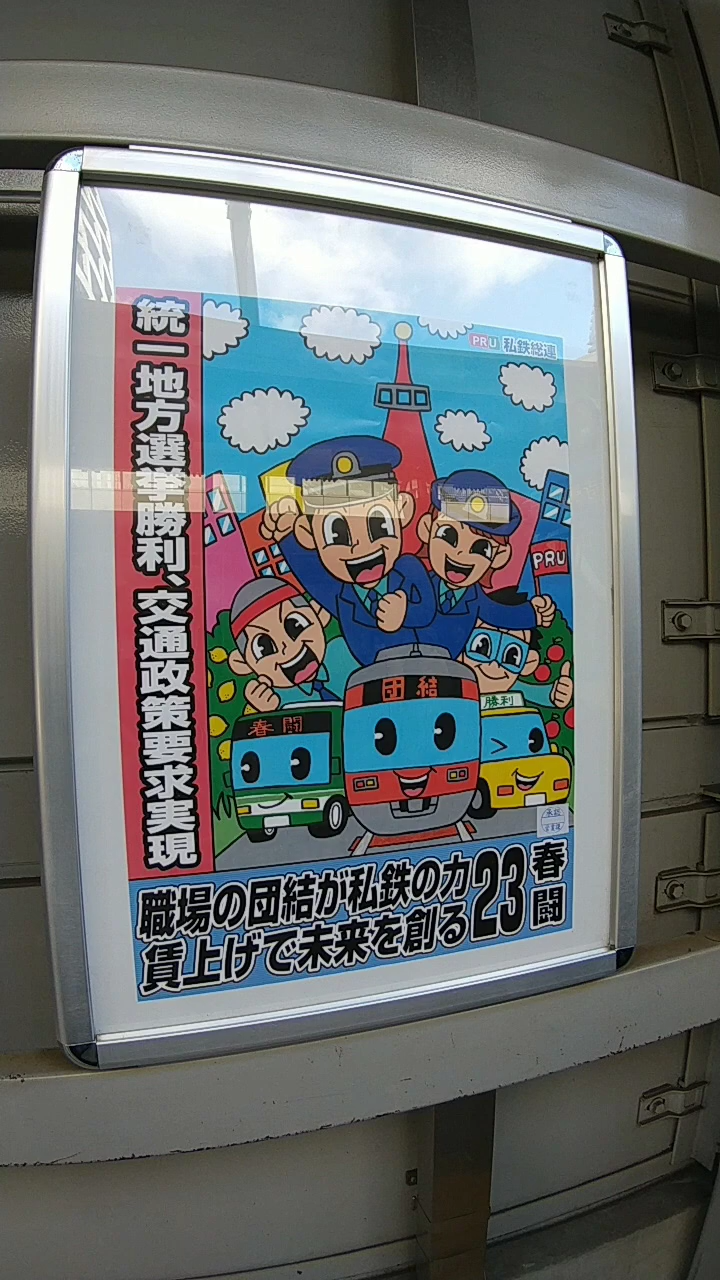 統一地方選挙勝利、交通政策要求実現
PRU 私鉄総連
PRU
団結
勝利
春闘
職場の団結が私鉄の力
賃上げで未来を創る
23春闘